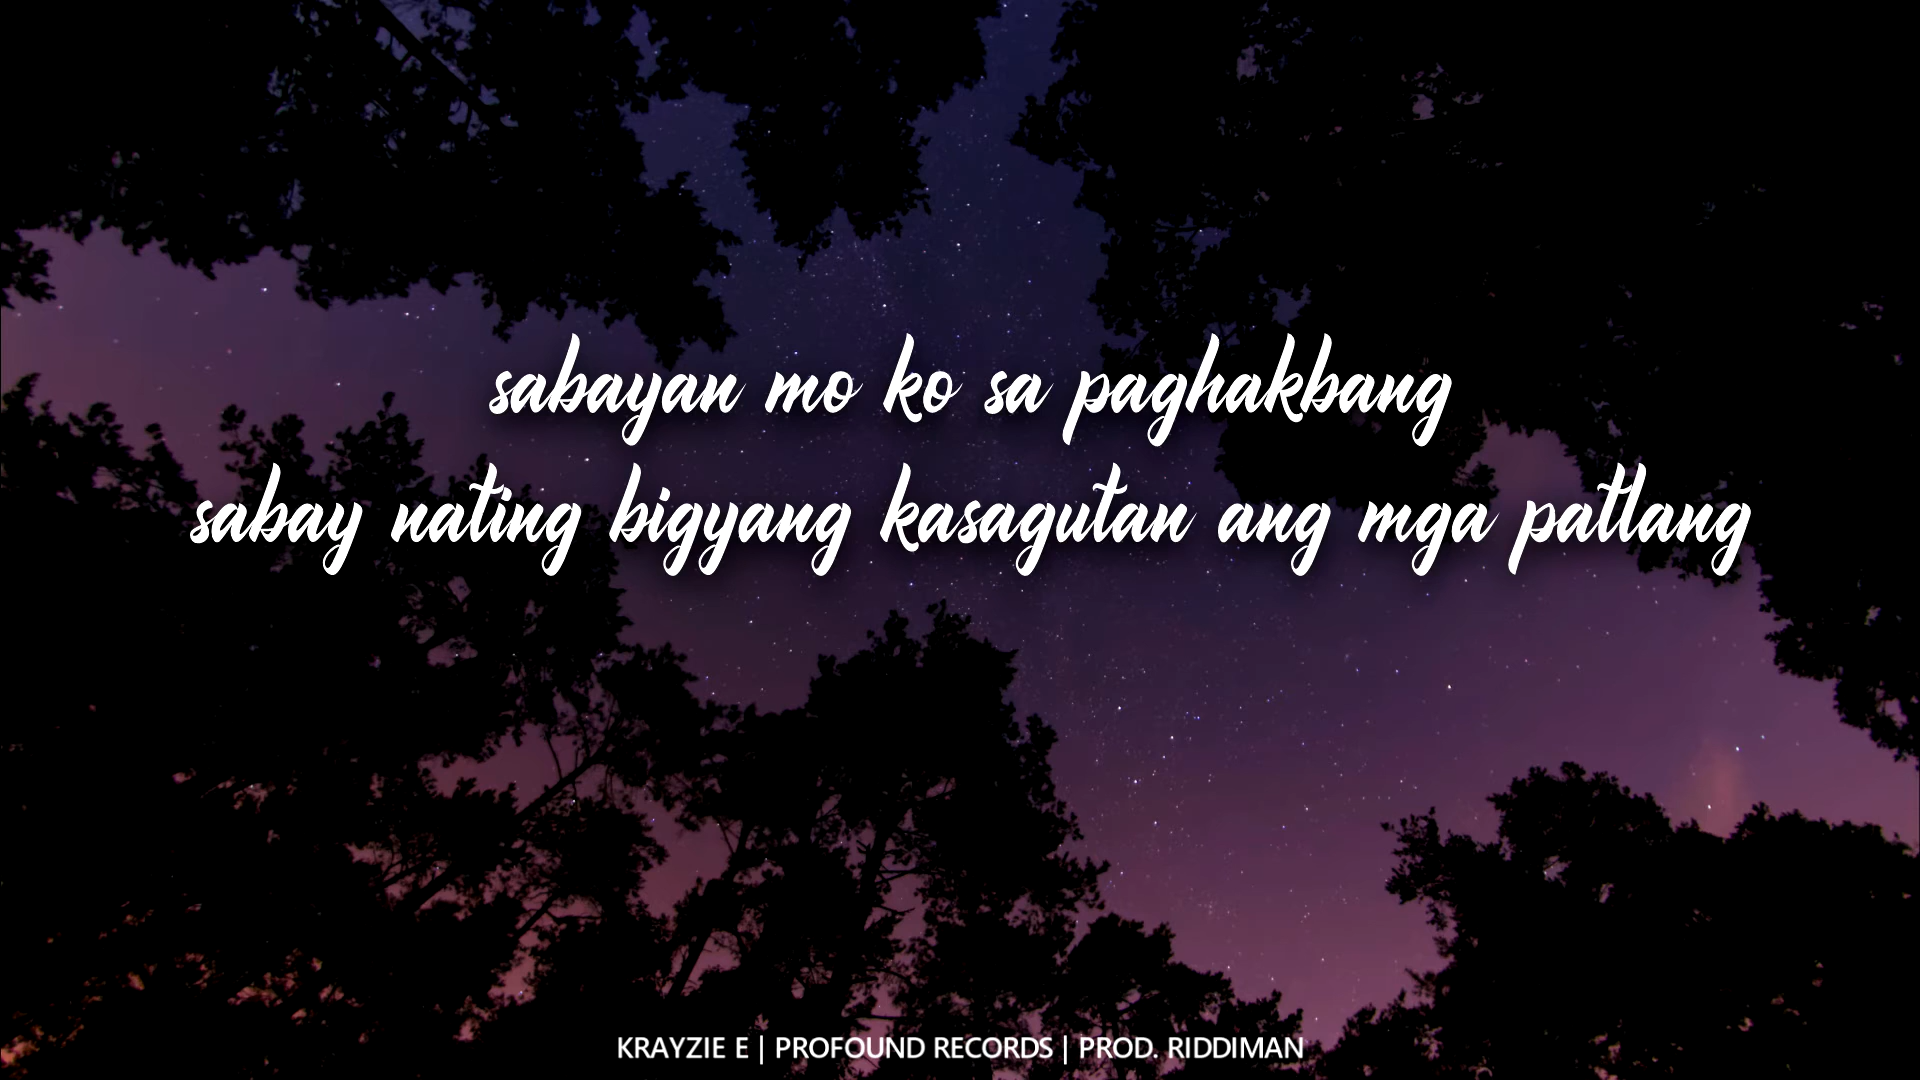 sabayan mo ko sa paghakbang
sabay nating bigyang kasagutan ang mga patlang
KRAYZIE E | PROFOUND RECORDS | PROD. RIDDIMAN